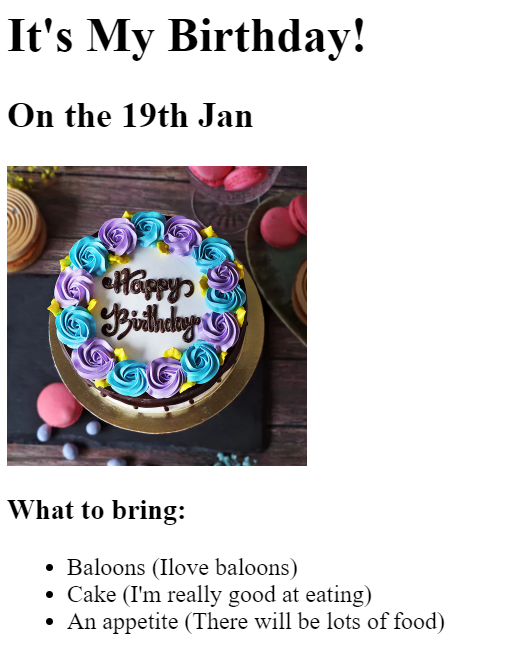 It's My Birthday!
On the 19th Jan
Happy
Birthday
What to bring:
Baloons (Ilove baloons)
Cake (I'm really good at eating)
An appetite (There will be lots of food)